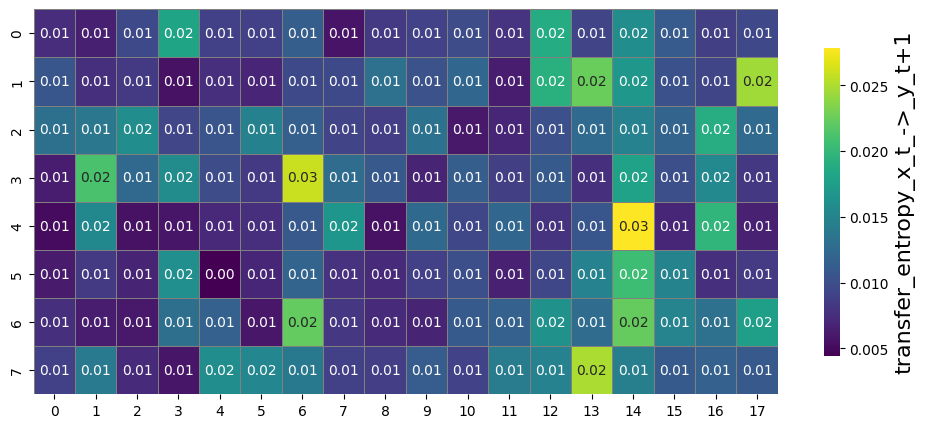 0 0.01 0.01 0.01 0.02 0.01 0.01 0.01 0.01 0.01 0.01 0.01 0.01 0.02 0.01 0.02 0.01 0.01 0.01
1 0.01 0.01 0.01 0.01 0.01 0.01 0.01 0.01 0.01 0.01 0.01 0.01 0.02 0.02 0.02 0.01 0.01 0.02
2 0.01 0.01 0.02 0.01 0.01 0.01 0.01 0.01 0.01 0.01 0.01 0.01 0.01 0.01 0.01 0.01 0.02 0.01
3 0.01 0.02 0.01 0.02 0.01 0.01 0.03 0.01 0.01 0.01 0.01 0.01 0.01 0.01 0.02 0.01 0.02 0.01
4 0.01 0.02 0.01 0.01 0.01 0.01 0.01 0.02 0.01 0.01 0.01 0.01 0.01 0.01 0.03 0.01 0.02 0.01
5 0.01 0.01 0.01 0.02 0.00 0.01 0.01 0.01 0.01 0.01 0.01 0.01 0.01 0.01 0.02 0.01 0.01 0.01
6 0.01 0.01 0.01 0.01 0.01 0.01 0.02 0.01 0.01 0.01 0.01 0.01 0.02 0.01 0.02 0.01 0.01 0.02
7 0.01 0.01 0.01 0.01 0.02 0.02 0.01 0.01 0.01 0.01 0.01 0.01 0.01 0.02 0.01 0.01 0.01 0.01
0 1 2 3 4 5 6 7 8 9 10 11 12 13 14 15 16 17
0.025
0.020
0.015
0.010
0.005
transfer_entropy_x_t_->_y_t+1